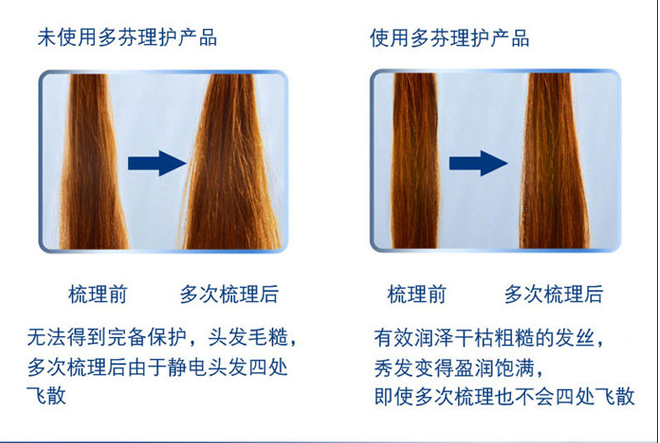 未使用多芬理护产品
使用多芬理护产品
梳理前
多次梳理后
梳理前
多次梳理后
无法得到完备保护，头发毛糙，
多次梳理后由于静电头发四处
飞散
有效润泽干枯粗糙的发丝，
秀发变得盈润饱满，
即使多次梳理也不会四处飞散